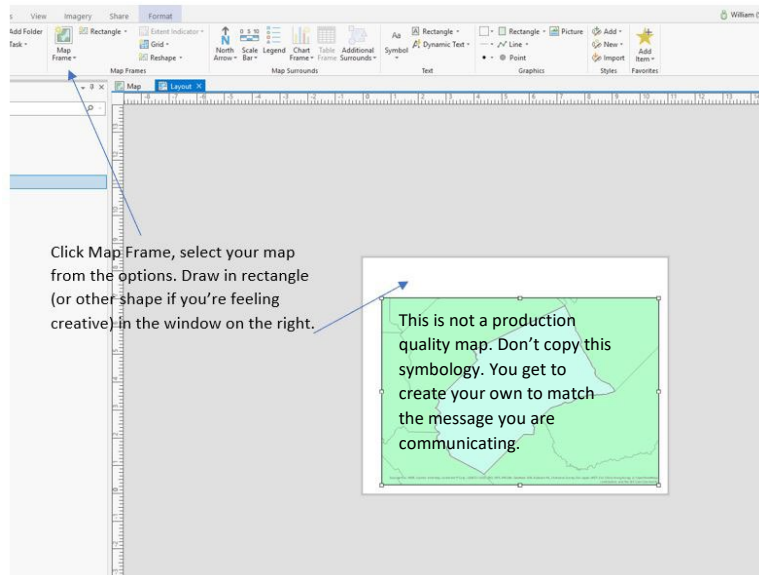 View Imagery Share Format
William (S
Add Folder
Task
Map Frame
Rectangle
Extent Indicator
Grid
Reshape
Map Frames
North Arrow
Scale Bar
Legend
Chart Frame
Table Frame
Additional Surrounds
Map Surrounds
Aa
Symbol
A Rectangle
A Dynamic Text
Text
Rectangle
Picture
Line
Point
Graphics
Add
New
Import
Styles
Add Item
Favorites
Map
Layout
Click Map Frame, select your map
from the options. Draw in rectangle
(or other shape if you’re feeling
creative) in the window on the right.
This is not a production
quality map. Don’t copy this
symbology. You get to
create your own to match
the message you are
communicating.